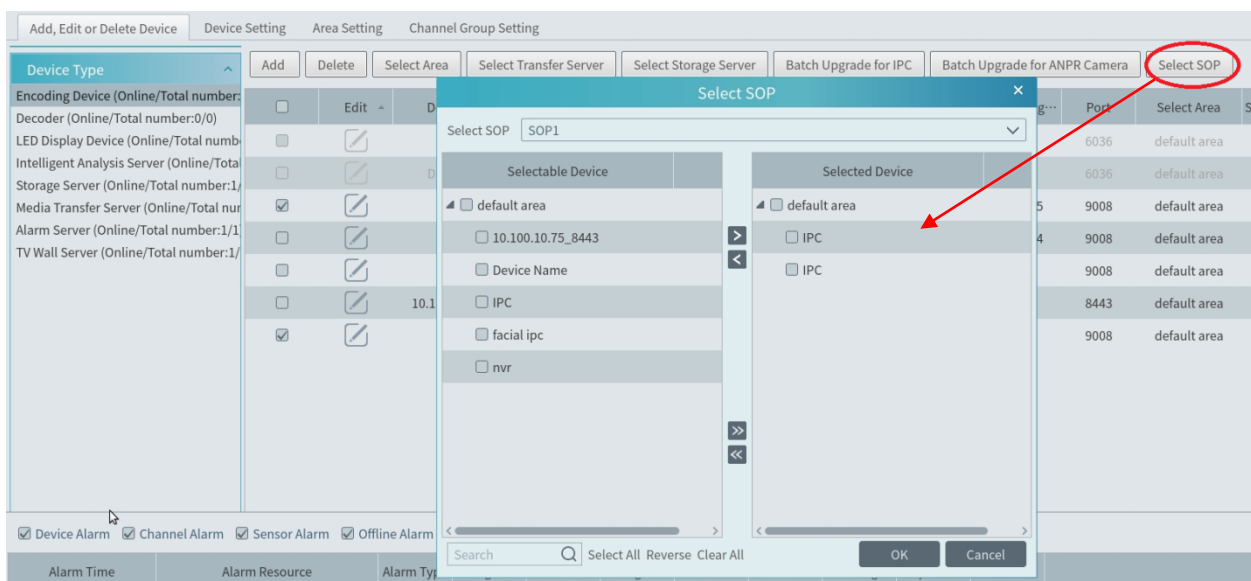 Add, Edit or Delete Device Device Setting Area Setting Channel Group Setting
Device Type
Encoding Device (Online/Total number:
Decoder (Online/Total number:0/0)
LED Display Device (Online/Total numb
Intelligent Analysis Server (Online/Total
Storage Server (Online/Total number:1/
Media Transfer Server (Online/Total nur
Alarm Server (Online/Total number:1/1
TV Wall Server (Online/Total number:1/
Add Delete Select Area Select Transfer Server Select Storage Server Batch Upgrade for IPC Batch Upgrade for ANPR Camera Select SOP
Edit D g··· Port Select Area S
6036 default area
D 6036 default area
5 9008 default area
4 9008 default area
9008 default area
10.1 8443 default area
9008 default area
Select SOP
Select SOP SOP1
Selectable Device
default area
10.100.10.75_8443
Device Name
IPC
facial ipc
nvr
Selected Device
default area
IPC
IPC
Search Select All Reverse Clear All OK Cancel
Device Alarm Channel Alarm Sensor Alarm Offline Alarm
Alarm Time Alarm Resource Alarm Typ